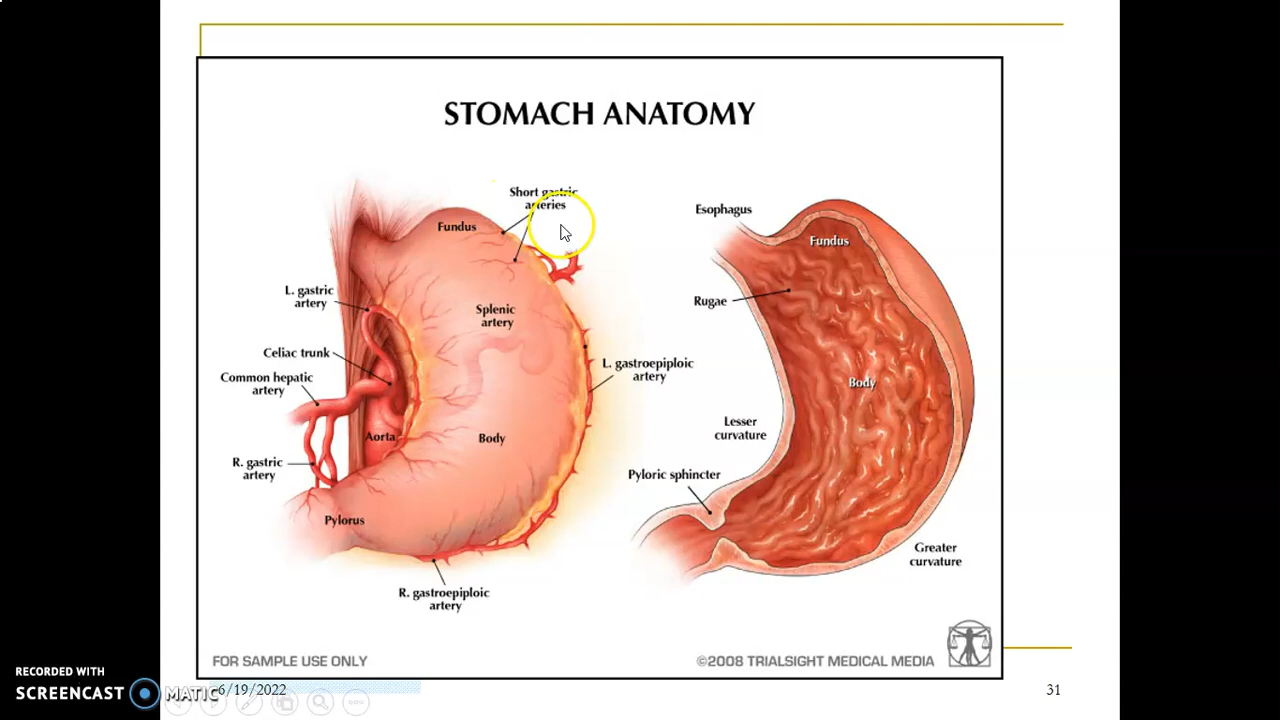 STOMACH ANATOMY
Short gastric
arteries
Fundus
L. gastric
artery
Splenic
artery
Celiac trunk
Common hepatic
artery
L. gastroepiploic
artery
Aorta
Body
R. gastric
artery
Pylorus
R. gastroepiploic
artery
Esophagus
Fundus
Rugae
Body
Lesser
curvature
Pyloric sphincter
Greater
curvature
FOR SAMPLE USE ONLY
©2008 TRIALSIGHT MEDICAL MEDIA
RECORDED WITH
SCREENCAST MATIC
6/19/2022
31